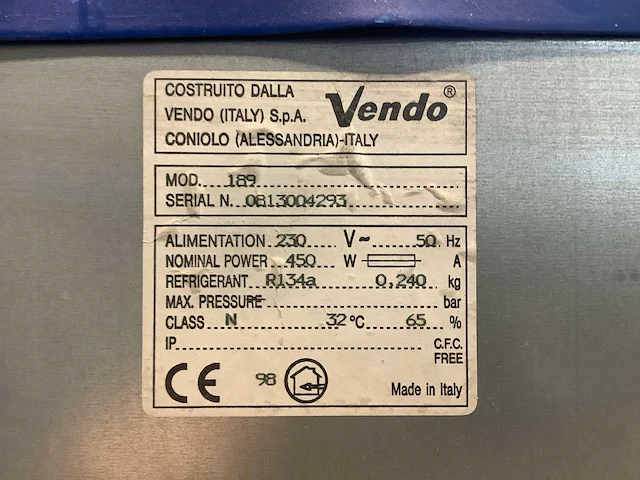 COSTRUITO DALLA
VENDO (ITALY) S.p.A. Vendo®
CONIOLO (ALESSANDRIA)-ITALY
MOD. 189
SERIAL N. 0813004293
ALIMENTATION 230 V~ 50 Hz
NOMINAL POWER 450 W A
REFRIGERANT R134a 0,240 kg
MAX. PRESSURE bar
CLASS N 32 °C 65 %
IP C.F.C. FREE
CE 98 Made in Italy